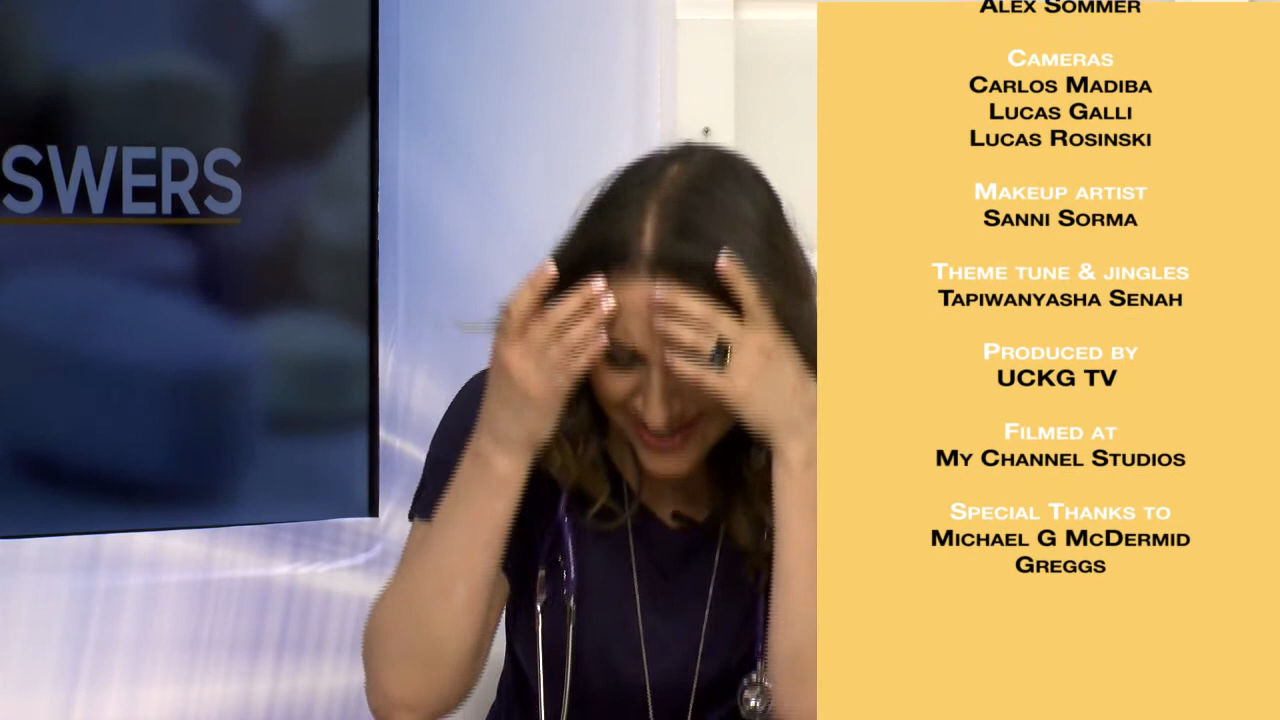 SWERS
ALEX SOMMER
CAMERAS
CARLOS MADIBA
LUCAS GALLI
LUCAS ROSINSKI
MAKEUP ARTIST
SANNI SORMA
THEME TUNE & JINGLES
TAPIWANYASHA SENAH
PRODUCED BY
UCKG TV
FILMED AT
MY CHANNEL STUDIOS
SPECIAL THANKS TO
MICHAEL G MCDERMID
GREGGS